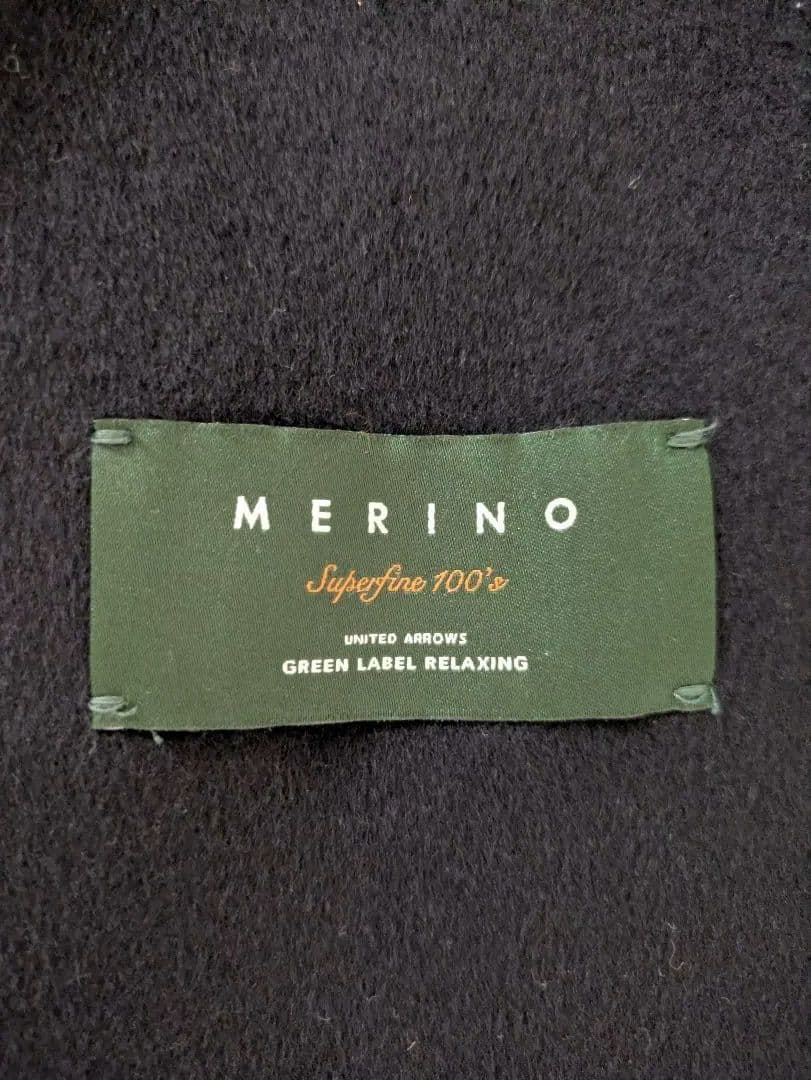 MERINO
Superfine 100's
UNITED ARROWS
GREEN LABEL RELAXING